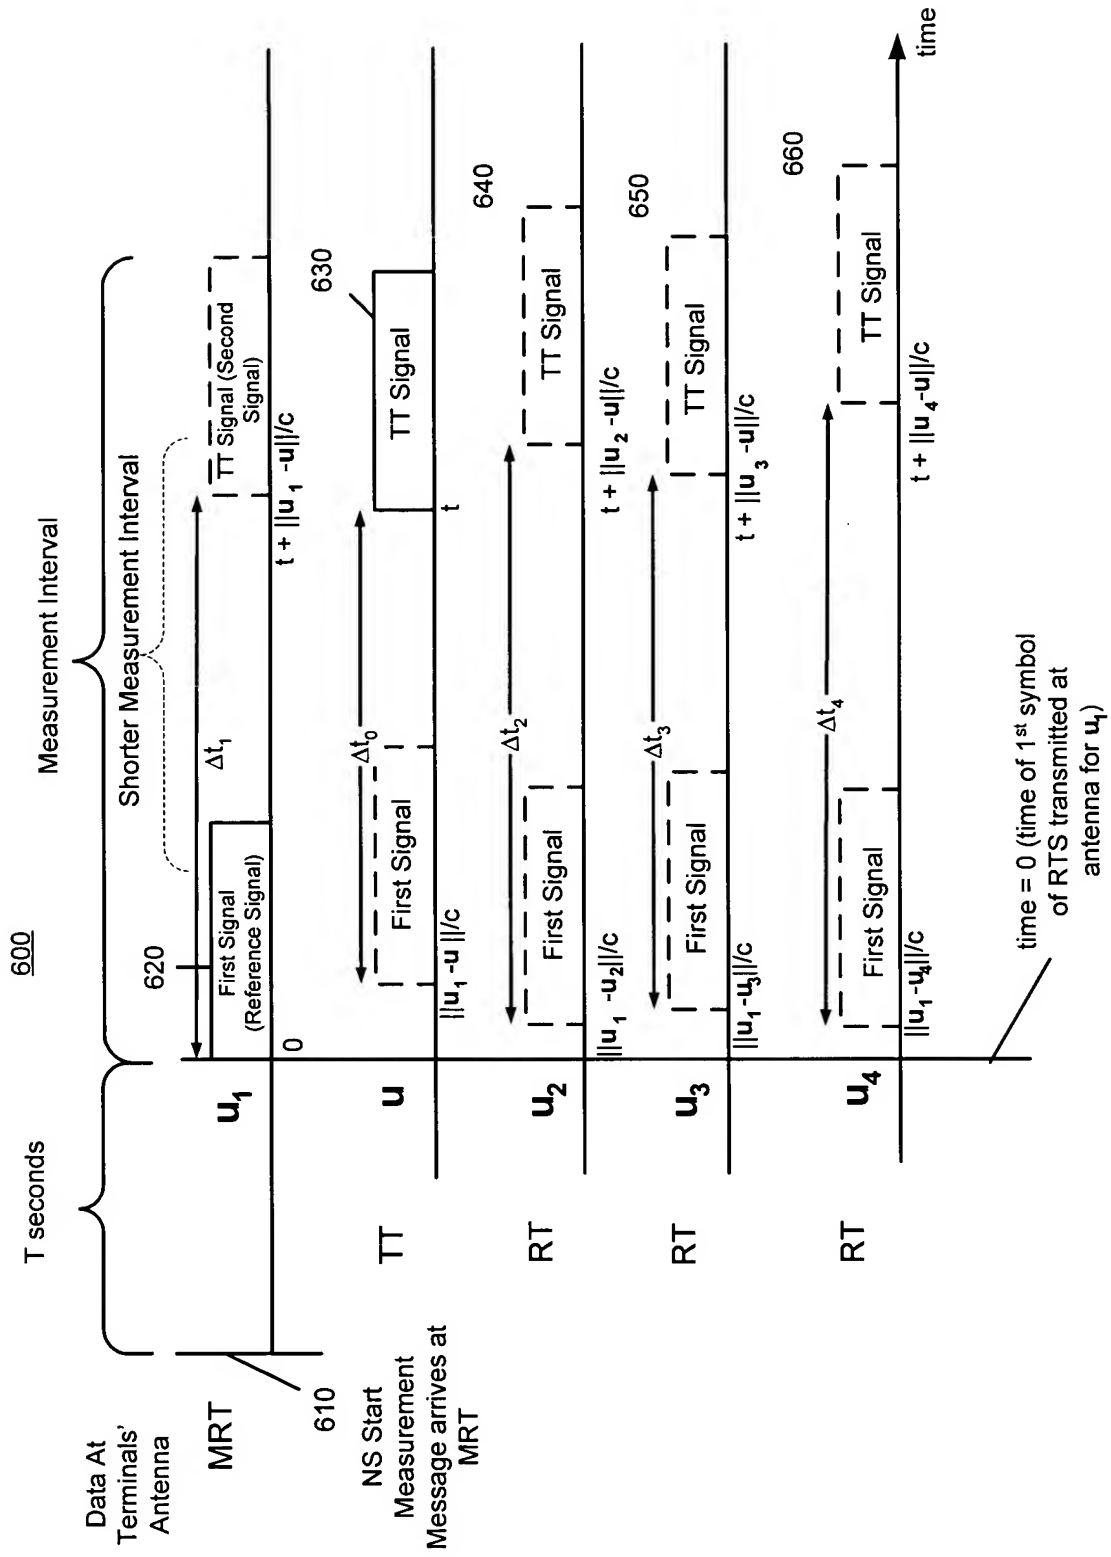 600
T seconds
Measurement Interval
Shorter Measurement Interval
Data At
Terminals'
Antenna
MRT
u1
620
First Signal
(Reference Signal)
Δt1
TT Signal (Second
Signal)
0
t + ||u1 -u||/c
610
NS Start
Measurement
Message arrives at
MRT
TT
u
First Signal
Δt0
630
TT Signal
||u1 -u ||/c
t
RT
u2
First Signal
Δt2
640
TT Signal
||u1 -u2||/c
t + ||u2 -u||/c
RT
u3
First Signal
Δt3
650
TT Signal
||u1-u3||/c
t + ||u3 -u||/c
RT
u4
First Signal
Δt4
660
TT Signal
||u1-u4||/c
t + ||u4-u||/c
time
time = 0 (time of 1st symbol
of RTS transmitted at
antenna for u1)